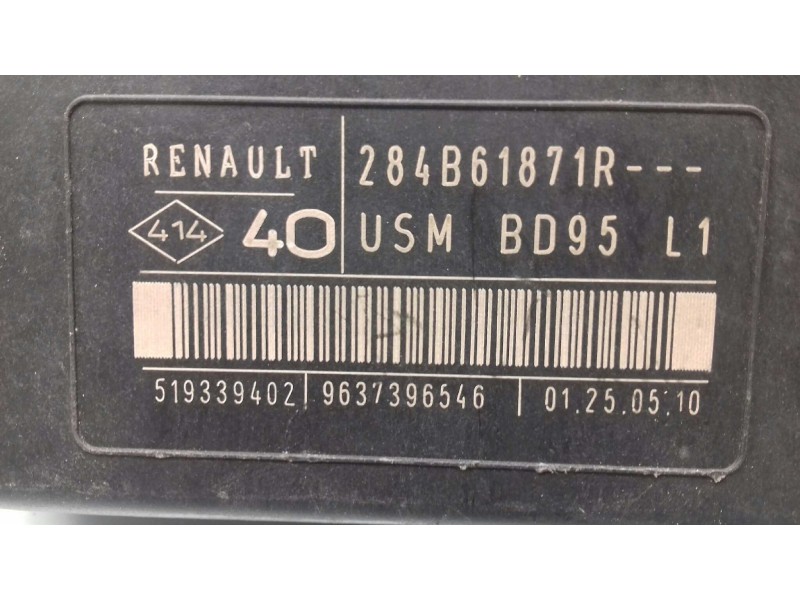 RENAULT 284B61871R---
414 40 USM BD95 L1
519339402 9637396546 01.25.05.10